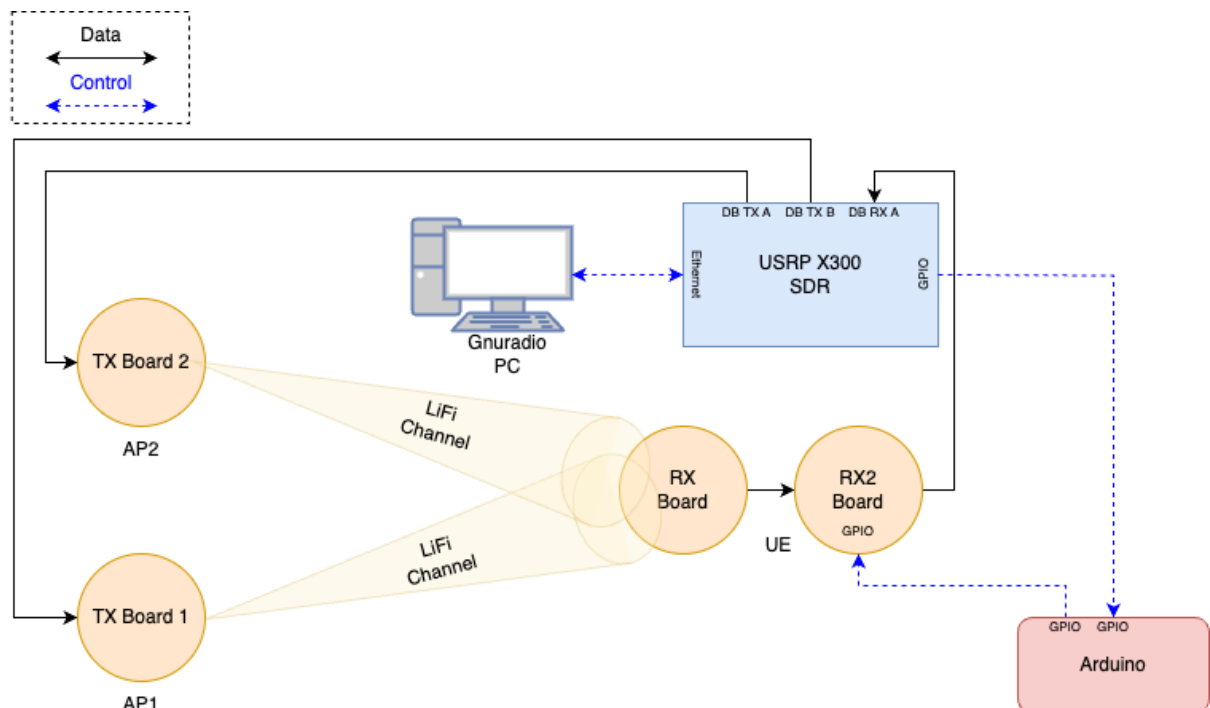 Data
Control
DB TX A
DB TX B
DB RX A
Ethernet
USRP X300
SDR
GPIO
Gnuradio
PC
TX Board 2
AP2
LiFi
Channel
RX
Board
RX2
Board
GPIO
UE
LiFi
Channel
TX Board 1
AP1
GPIO
GPIO
Arduino